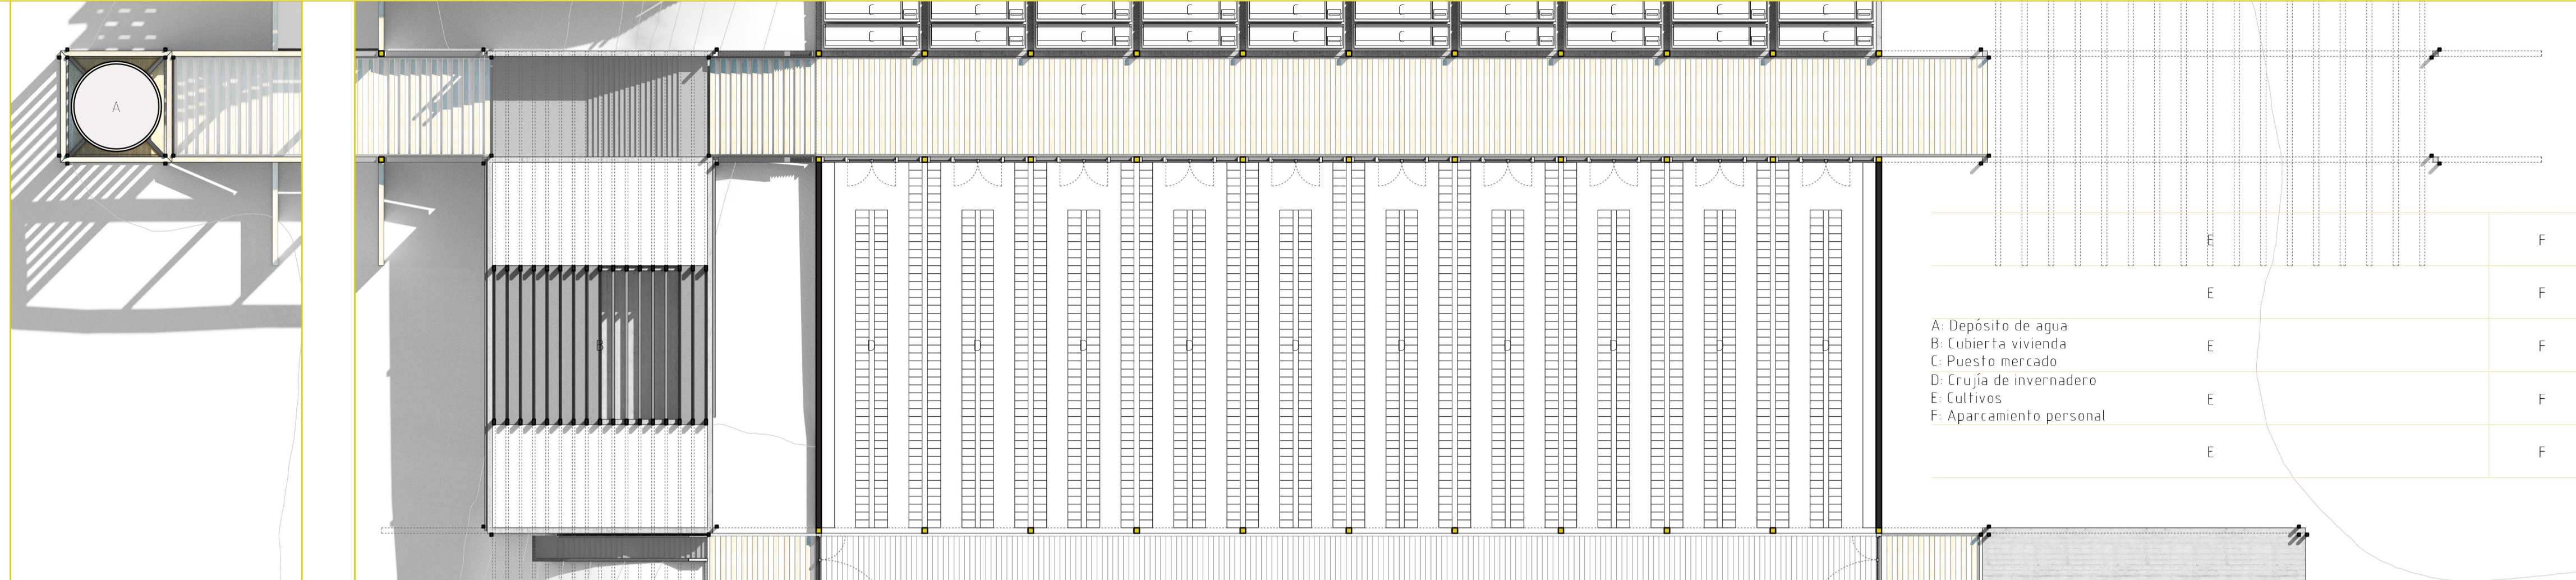 C C C C C C C C C C
C C C C C C C C C C
A
E F
E F
A: Depósito de agua
B: Cubierta vivienda
C: Puesto mercado
D: Crujía de invernadero
E: Cultivos
F: Aparcamiento personal
B D D D D D D D D D D E F
E F
E F